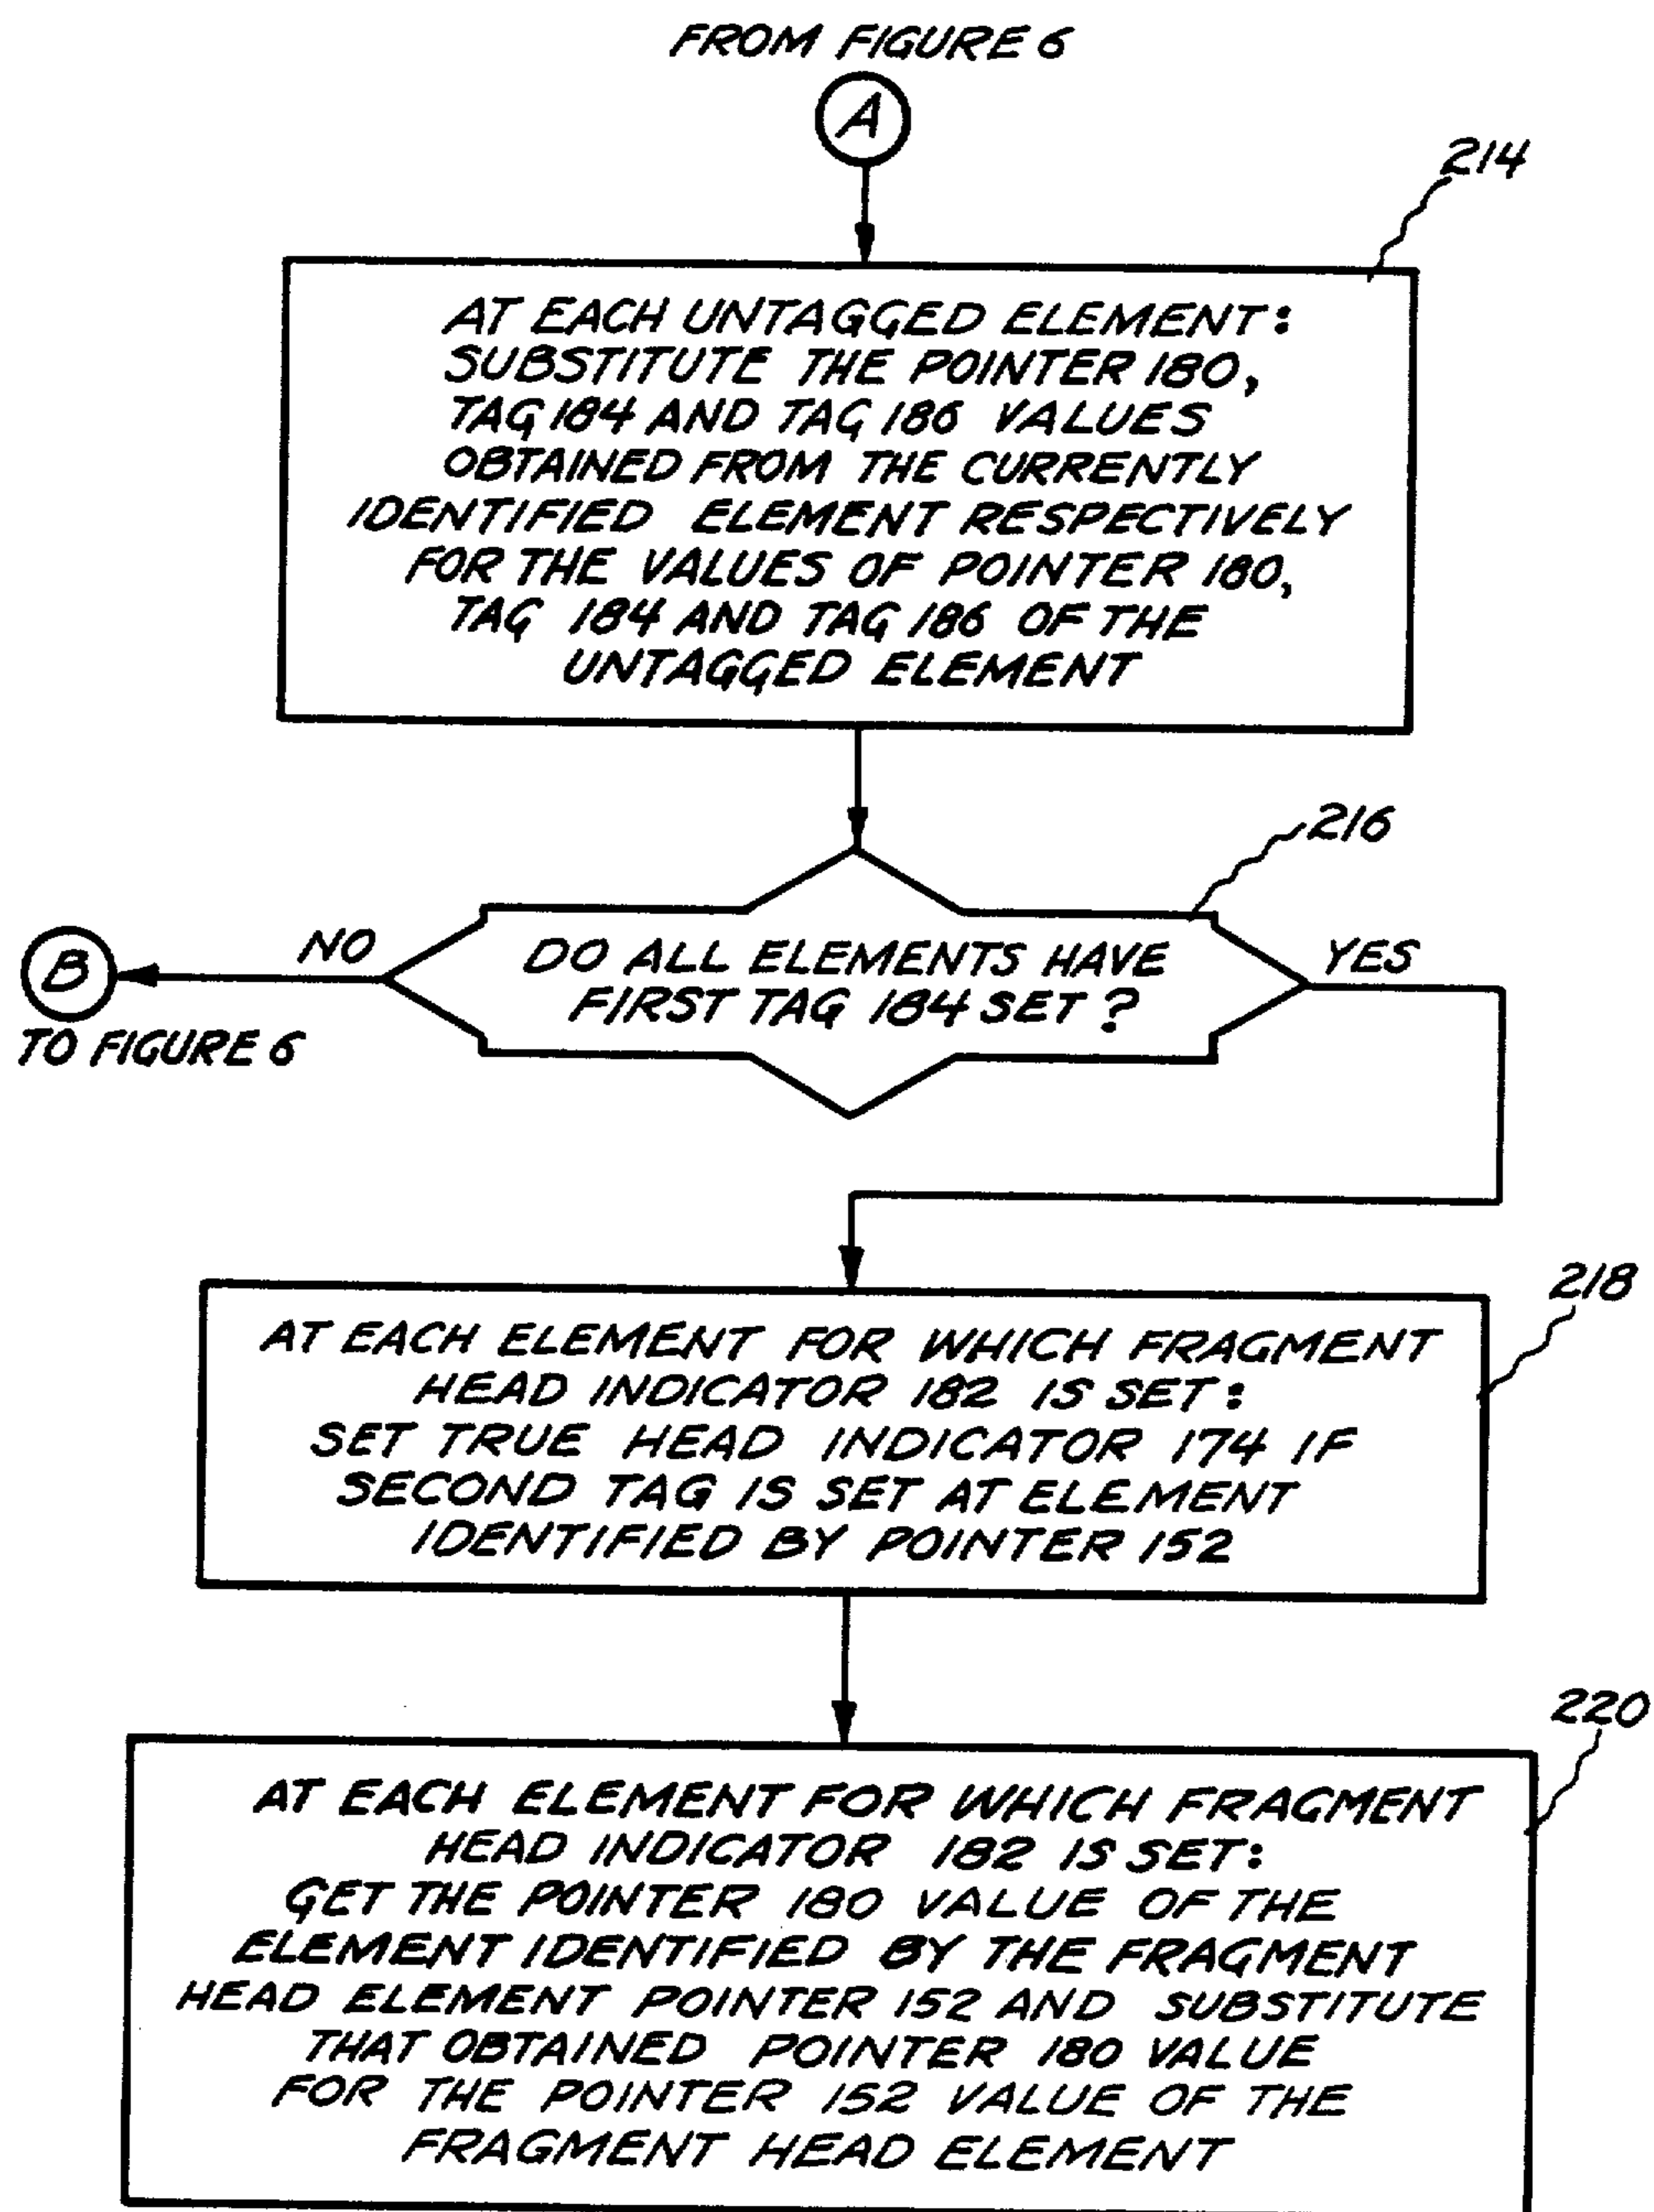 FROM FIGURE 6
A
214
AT EACH UNTAGGED ELEMENT:
SUBSTITUTE THE POINTER 180,
TAG 184 AND TAG 186 VALUES
OBTAINED FROM THE CURRENTLY
IDENTIFIED ELEMENT RESPECTIVELY
FOR THE VALUES OF POINTER 180,
TAG 184 AND TAG 186 OF THE
UNTAGGED ELEMENT
216
B
NO
DO ALL ELEMENTS HAVE
FIRST TAG 184 SET?
YES
TO FIGURE 6
218
AT EACH ELEMENT FOR WHICH FRAGMENT
HEAD INDICATOR 182 IS SET:
SET TRUE HEAD INDICATOR 174 IF
SECOND TAG IS SET AT ELEMENT
IDENTIFIED BY POINTER 152
220
AT EACH ELEMENT FOR WHICH FRAGMENT
HEAD INDICATOR 182 IS SET:
GET THE POINTER 180 VALUE OF THE
ELEMENT IDENTIFIED BY THE FRAGMENT
HEAD ELEMENT POINTER 152 AND SUBSTITUTE
THAT OBTAINED POINTER 180 VALUE
FOR THE POINTER 152 VALUE OF THE
FRAGMENT HEAD ELEMENT